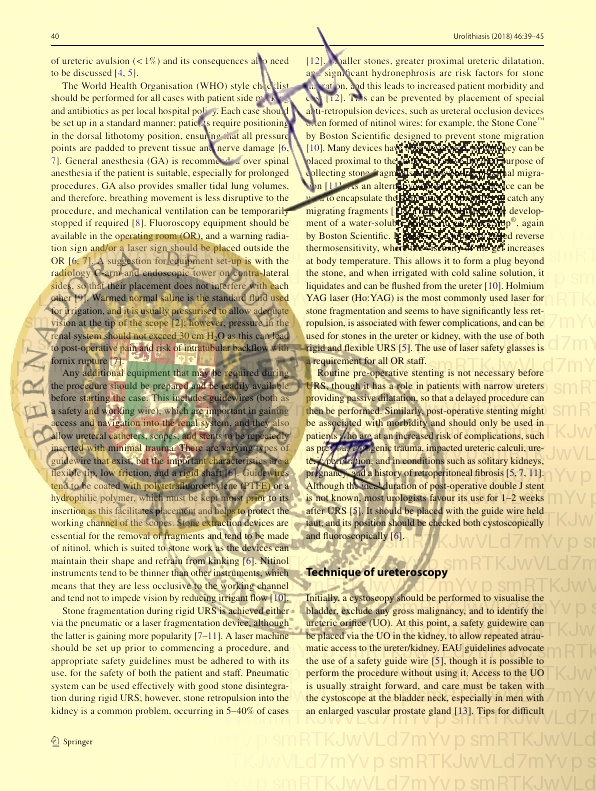 40
Urolithiasis (2018) 46:39–45
of ureteric avulsion (< 1%) and its consequences also need
to be discussed [4, 5].
The World Health Organisation (WHO) style checklist
should be performed for all cases with patient side
and antibiotics as per local hospital policy. Each case should
be set up in a standard manner; patients require positioning
in the dorsal lithotomy position, ensuring that all pressure
points are padded to prevent tissue and nerve damage [6,
7]. General anesthesia (GA) is recommended over spinal
anesthesia if the patient is suitable, especially for prolonged
procedures. GA also provides smaller tidal lung volumes,
and therefore, breathing movement is less disruptive to the
procedure, and mechanical ventilation can be temporarily
stopped if required [8]. Fluoroscopy equipment should be
available in the operating room (OR), and a warning radia-
tion sign and/or laser sign should be placed outside the
OR [6, 7]. The position for equipment set-up is with the
radiology system and endoscopic tower on contralateral
sides, so that their placement does not interfere with each
other [9]. Warmed normal saline is the standard fluid used
for irrigation, and it is usually pressurised to allow adequate
vision at the tip of the scope [2]; however, pressure in the
renal system should not exceed 30 cm H₂O as this can lead
to post-operative pain and risk of intratubular backflow and
fornix rupture [7].
Any additional equipment that may be required during
the procedure should be prepared and be readily available
before starting the case. This includes guidewires (both as
a safety and working wire), which are important in gaining
access and navigation into the renal system, and they also
allow ureteral catheters, scopes, and stents to be repeatedly
inserted with minimal trauma. There are varying types of
guidewire that exist, but the important characteristics are a
flexible tip, low friction, and a rigid shaft [6]. Guidewires
tend to be coated with polytetrafluoroethylene (PTFE) or a
hydrophilic polymer, which must be kept moist prior to its
insertion as this facilitates placement and helps to protect the
working channel of the scopes. Stone extraction devices are
essential for the removal of fragments and tend to be made
of nitinol, which is suited to stone work as the devices can
maintain their shape and refrain from kinking [6]. Nitinol
instruments tend to be thinner than other instruments, which
means that they are less occlusive to the working channel
and tend not to impede vision by reducing irrigant flow [10].
Stone fragmentation during rigid URS is achieved either
via the pneumatic or a laser fragmentation device, although
the latter is gaining more popularity [7–11]. A laser machine
should be set up prior to commencing a procedure, and
appropriate safety guidelines must be adhered to with its
use, for the safety of both the patient and staff. Pneumatic
system can be used effectively with good stone disintegra-
tion during rigid URS, however, stone retropulsion into the
kidney is a common problem, occurring in 5–40% of cases
[12]. Smaller stones, greater proximal ureteric dilatation,
and significant hydronephrosis are risk factors for stone
migration, and this leads to increased patient morbidity and
cost [12]. This can be prevented by placement of special
anti-retropulsion devices, such as ureteral occlusion devices
often formed of nitinol wires: for example, the Stone Cone™
by Boston Scientific designed to prevent stone migration
[10]. Many devices have they can be
placed proximal to the purpose of
collecting stone fragments migra-
tion [11]. As an alternative device can be
used to encapsulate the catch any
migrating fragments [ develop-
ment of a water-soluble ®, again
by Boston Scientific. reverse
thermosensitivity, where increases
at body temperature. This allows it to form a plug beyond
the stone, and when irrigated with cold saline solution, it
liquidates and can be flushed from the ureter [10]. Holmium
YAG laser (Ho:YAG) is the most commonly used laser for
stone fragmentation and seems to have significantly less ret-
ropulsion, is associated with fewer complications, and can be
used for stones in the ureter or kidney, with the use of both
rigid and flexible URS [5]. The use of laser safety glasses is
a requirement for all OR staff.
Routine pre-operative stenting is not necessary before
URS, though it has a role in patients with narrow ureters
providing passive dilatation, so that a delayed procedure can
then be performed. Similarly, post-operative stenting might
be associated with morbidity and should only be used in
patients who are at increased risk of complications, such
as pregnancy, iatrogenic trauma, impacted ureteric calculi, ure-
teric perforation, and in conditions such as solitary kidneys,
pregnancy, and a history of retroperitoneal fibrosis [5, 7, 11].
Although the ideal duration of post-operative double J stent
is not known, most urologists favour its use for 1–2 weeks
after URS [5]. It should be placed with the guide wire held
taut, and its position should be checked both cystoscopically
and fluoroscopically [6].
Technique of ureteroscopy
Initially, a cystoscopy should be performed to visualise the
bladder, exclude any gross malignancy, and to identify the
ureteric orifice (UO). At this point, a safety guidewire can
be placed via the UO in the kidney, to allow repeated atrau-
matic access to the ureter/kidney. EAU guidelines advocate
the use of a safety guide wire [5], though it is possible to
perform the procedure without using it. Access to the UO
is usually straight forward, and care must be taken with
the cystoscope at the bladder neck, especially in men with
an enlarged vascular prostate gland [13]. Tips for difficult
Springer